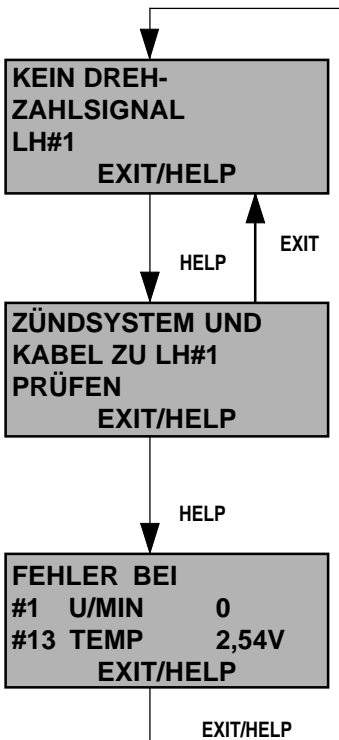 KEIN DREH-
ZAHLSIGNAL
LH#1
EXIT/HELP
HELP
EXIT
ZÜNDSYSTEM UND
KABEL ZU LH#1
PRÜFEN
EXIT/HELP
HELP
FEHLER BEI
#1 U/MIN 0
#13 TEMP 2,54V
EXIT/HELP
EXIT/HELP